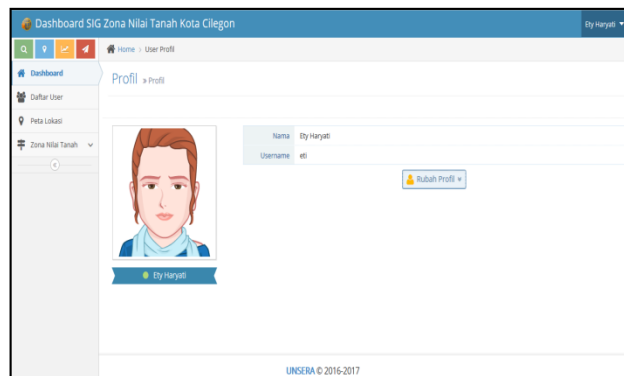 Dashboard SIG Zona Nilai Tanah Kota Cilegon
Ety Haryati
Home › User Profil
Dashboard
Daftar User
Peta Lokasi
Zona Nilai Tanah
Profil » Profil
Nama Ety Haryati
Username eti
Rubah Profil
Ety Haryati
UNSERA © 2016-2017